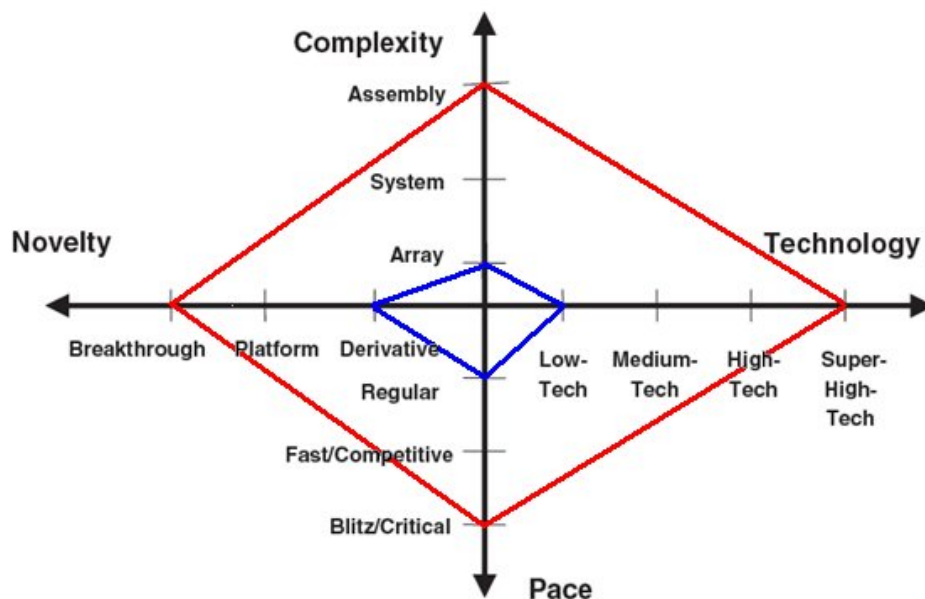 Complexity
Assembly
System
Novelty
Technology
Array
Breakthrough
Platform
Derivative
Low-
Tech
Medium-
Tech
High-
Tech
Super-
High-
Tech
Regular
Fast/Competitive
Blitz/Critical
Pace